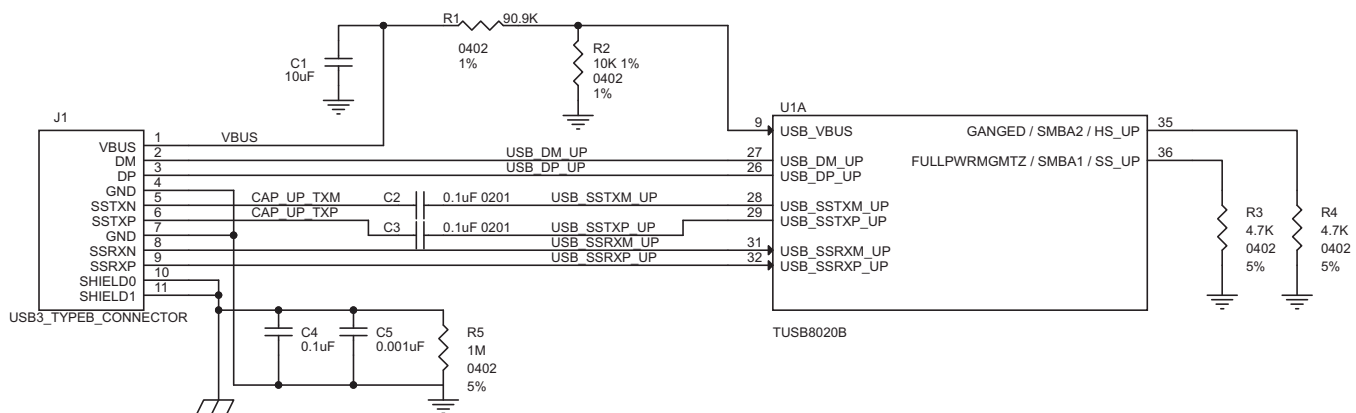 R1 90.9K
0402
1%
R2
10K 1%
0402
1%
C1
10uF
J1
U1A
VBUS
DM
DP
GND
SSTXN
SSTXP
GND
SSRXN
SSRXP
SHIELD0
SHIELD1
1
2
3
4
5
6
7
8
9
10
11
USB3_TYPEB_CONNECTOR
VBUS
USB_DM_UP
USB_DP_UP
CAP_UP_TXM C2 0.1uF 0201 USB_SSTXM_UP
CAP_UP_TXP C3 0.1uF 0201 USB_SSTXP_UP
USB_SSRXM_UP
USB_SSRXP_UP
9 USB_VBUS
27 USB_DM_UP
26 USB_DP_UP
28 USB_SSTXM_UP
29 USB_SSTXP_UP
31 USB_SSRXM_UP
32 USB_SSRXP_UP
GANGED / SMBA2 / HS_UP 35
FULLPWRMGMTZ / SMBA1 / SS_UP 36
TUSB8020B
R3
4.7K
0402
5%
R4
4.7K
0402
5%
C4
0.1uF
C5
0.001uF
R5
1M
0402
5%